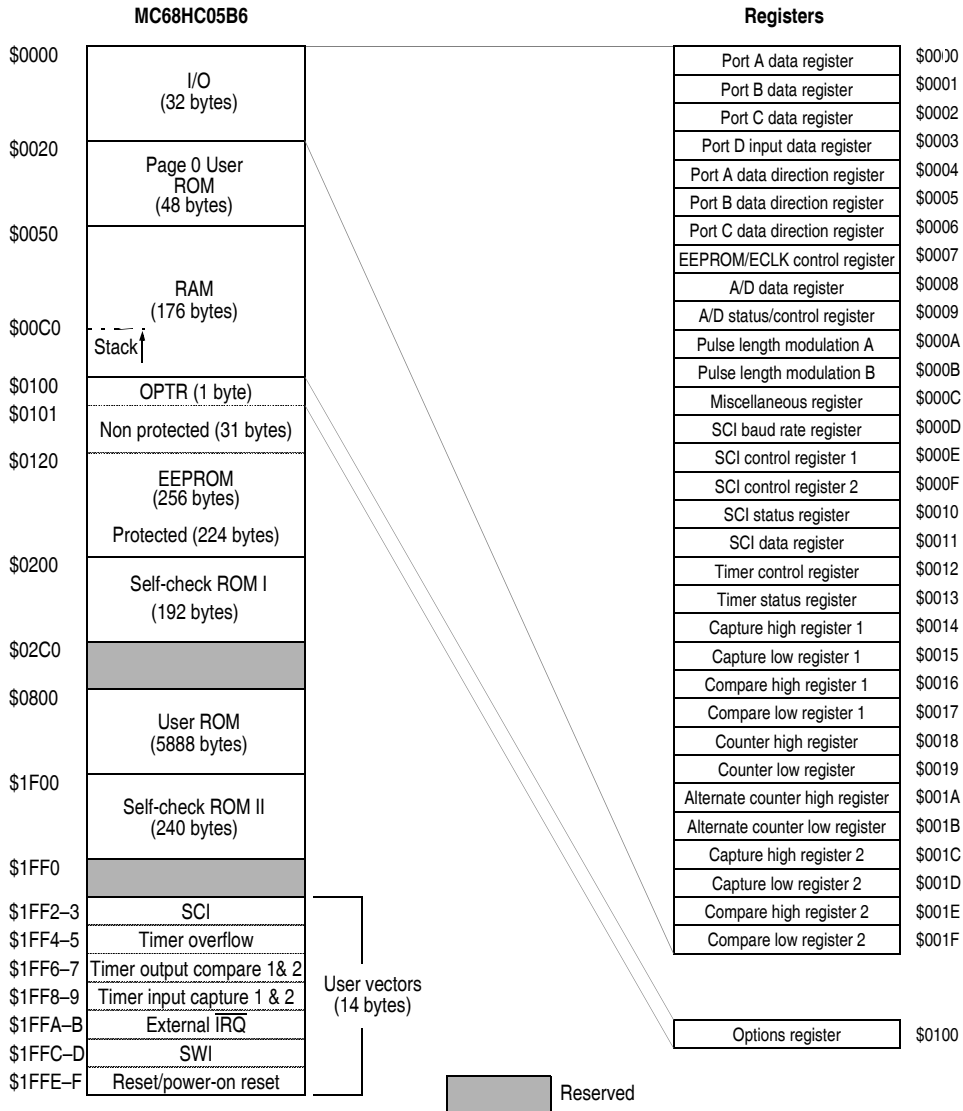 MC68HC05B6
$0000
I/O
(32 bytes)
$0020
Page 0 User
ROM
(48 bytes)
$0050
RAM
(176 bytes)
$00C0
Stack
$0100
OPTR (1 byte)
$0101
Non protected (31 bytes)
$0120
EEPROM
(256 bytes)
Protected (224 bytes)
$0200
Self-check ROM I
(192 bytes)
$02C0
$0800
User ROM
(5888 bytes)
$1F00
Self-check ROM II
(240 bytes)
$1FF0
$1FF2–3 SCI
$1FF4–5 Timer overflow
$1FF6–7 Timer output compare 1& 2
$1FF8–9 Timer input capture 1 & 2
$1FFA–B External IRQ
$1FFC–D SWI
$1FFE–F Reset/power-on reset
User vectors
(14 bytes)
Registers
Port A data register $0000
Port B data register $0001
Port C data register $0002
Port D input data register $0003
Port A data direction register $0004
Port B data direction register $0005
Port C data direction register $0006
EEPROM/ECLK control register $0007
A/D data register $0008
A/D status/control register $0009
Pulse length modulation A $000A
Pulse length modulation B $000B
Miscellaneous register $000C
SCI baud rate register $000D
SCI control register 1 $000E
SCI control register 2 $000F
SCI status register $0010
SCI data register $0011
Timer control register $0012
Timer status register $0013
Capture high register 1 $0014
Capture low register 1 $0015
Compare high register 1 $0016
Compare low register 1 $0017
Counter high register $0018
Counter low register $0019
Alternate counter high register $001A
Alternate counter low register $001B
Capture high register 2 $001C
Capture low register 2 $001D
Compare high register 2 $001E
Compare low register 2 $001F
Options register $0100
Reserved